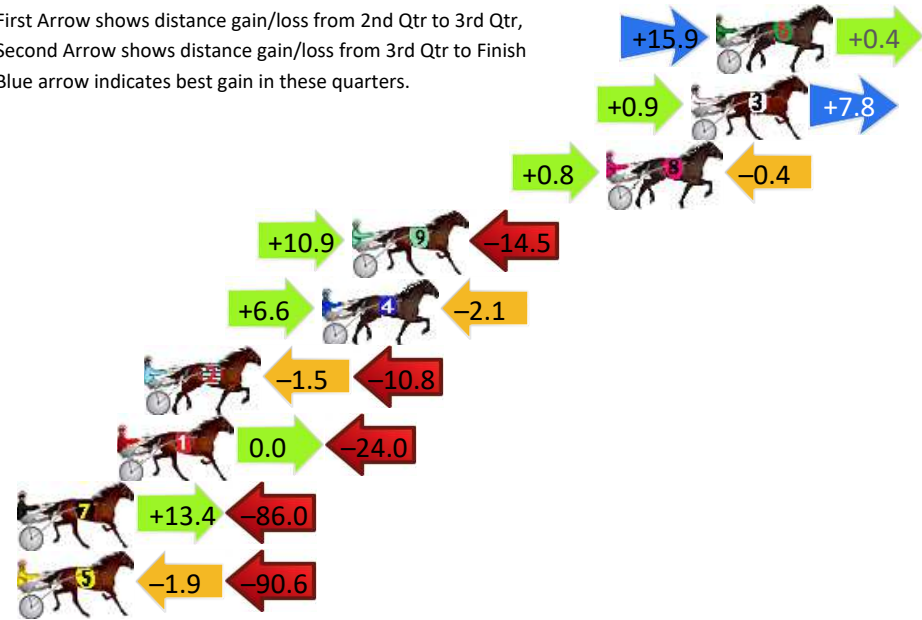 First Arrow shows distance gain/loss from 2nd Qtr to 3rd Qtr,
Second Arrow shows distance gain/loss from 3rd Qtr to Finish
Blue arrow indicates best gain in these quarters.
+15.9 6 +0.4
+0.9 3 +7.8
+0.8 8 –0.4
+10.9 9 –14.5
+6.6 4 –2.1
2 –1.5 –10.8
1 0.0 –24.0
7 +13.4 –86.0
5 –1.9 –90.6